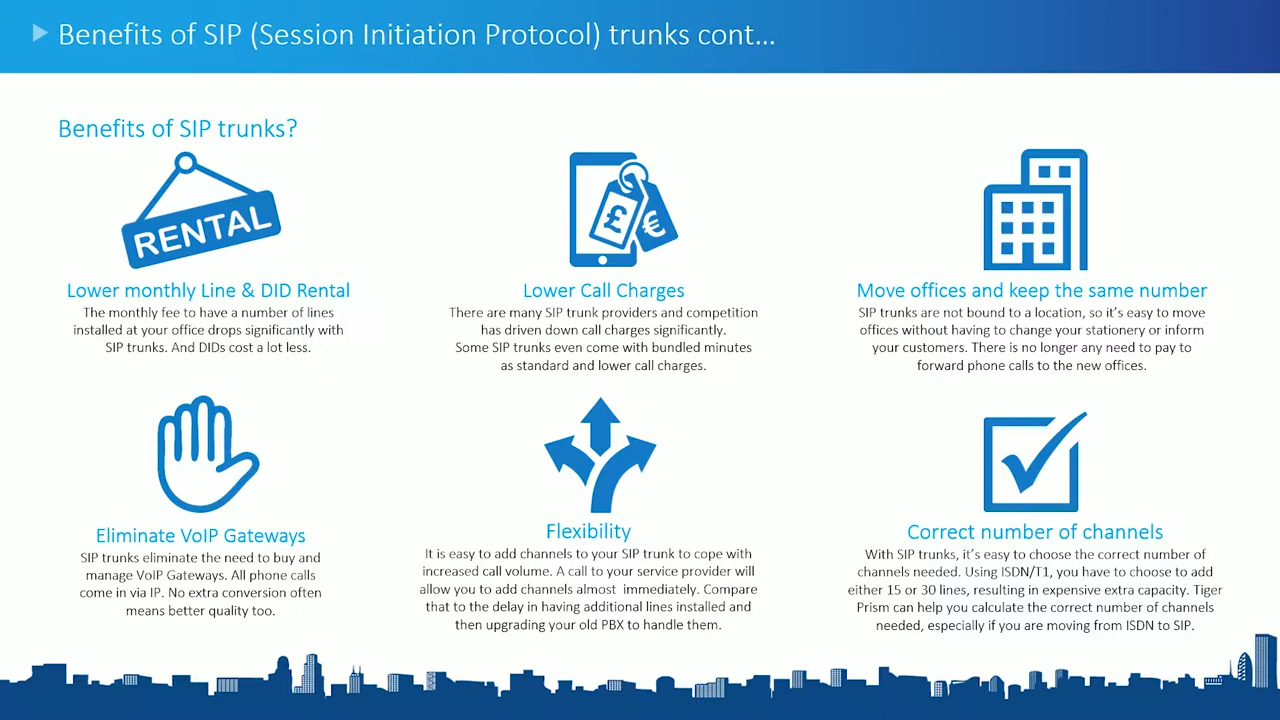 Benefits of SIP (Session Initiation Protocol) trunks cont...
Benefits of SIP trunks?
RENTAL
Lower monthly Line & DID Rental
The monthly fee to have a number of lines
installed at your office drops significantly with
SIP trunks. And DIDs cost a lot less.
£
€
Lower Call Charges
There are many SIP trunk providers and competition
has driven down call charges significantly.
Some SIP trunks even come with bundled minutes
as standard and lower call charges.
Move offices and keep the same number
SIP trunks are not bound to a location, so it's easy to move
offices without having to change your stationery or inform
your customers. There is no longer any need to pay to
forward phone calls to the new offices.
Eliminate VoIP Gateways
SIP trunks eliminate the need to buy and
manage VoIP Gateways. All phone calls
come in via IP. No extra conversion often
means better quality too.
Flexibility
It is easy to add channels to your SIP trunk to cope with
increased call volume. A call to your service provider will
allow you to add channels almost immediately. Compare
that to the delay in having additional lines installed and
then upgrading your old PBX to handle them.
Correct number of channels
With SIP trunks, it's easy to choose the correct number of
channels needed. Using ISDN/T1, you have to choose to add
either 15 or 30 lines, resulting in expensive extra capacity. Tiger
Prism can help you calculate the correct number of channels
needed, especially if you are moving from ISDN to SIP.